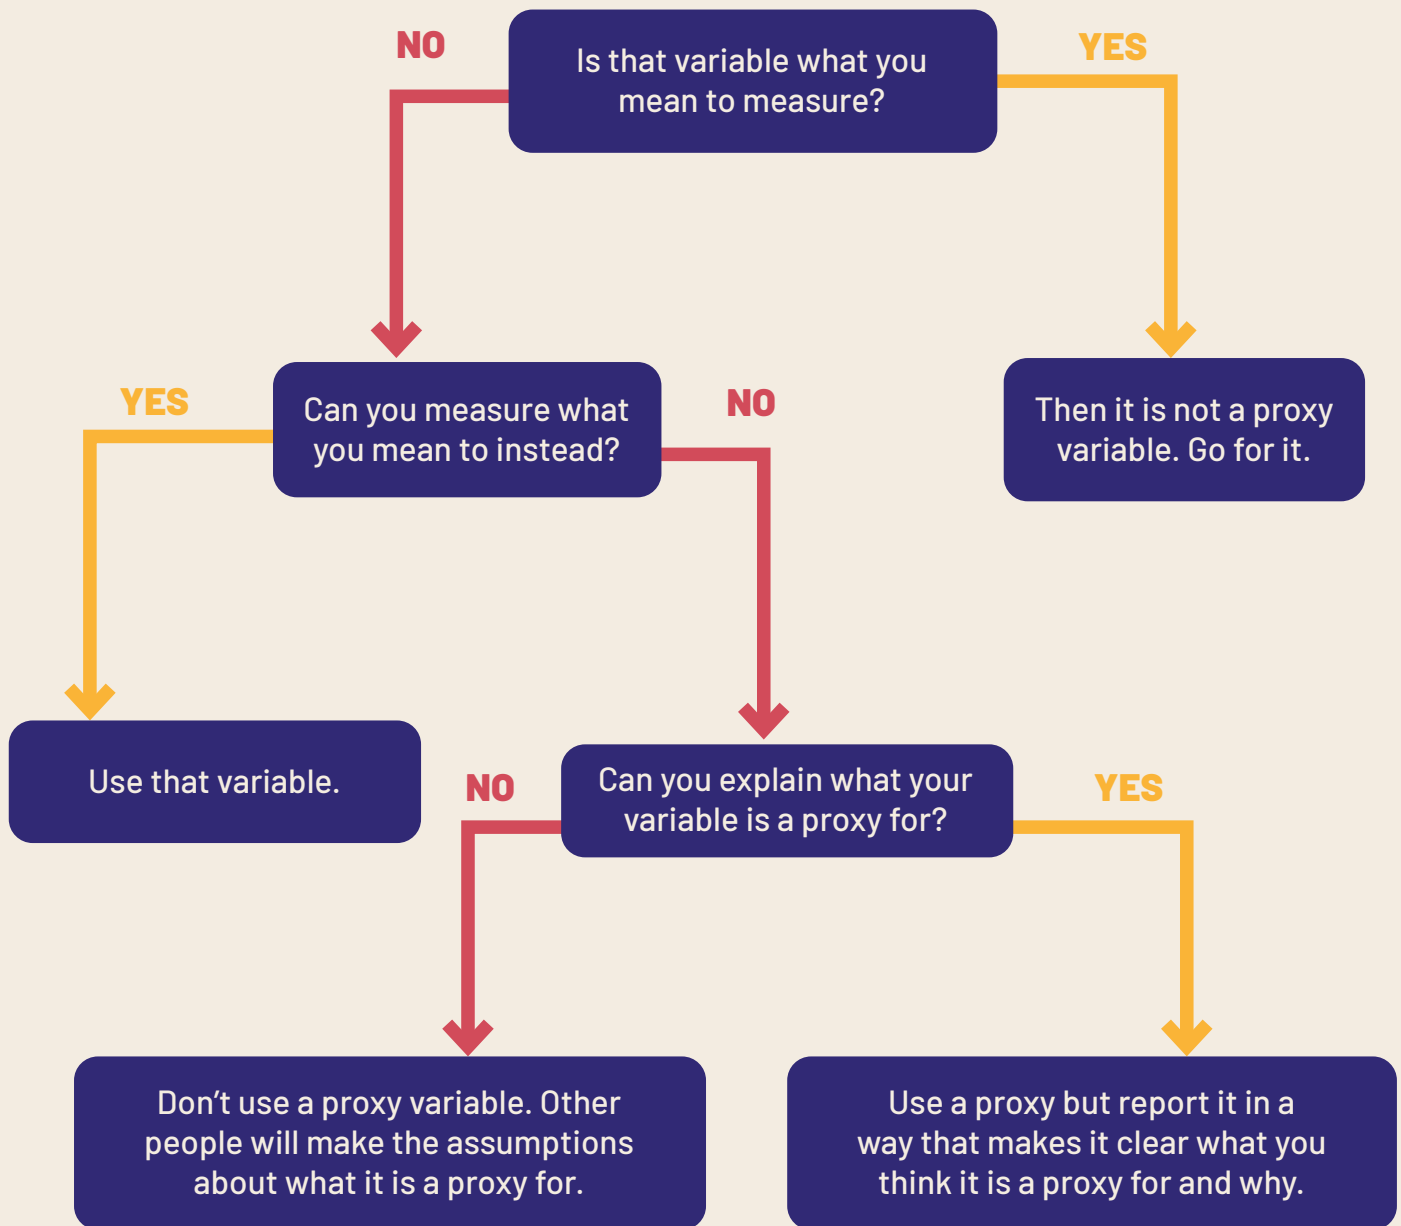 NO
Is that variable what you
mean to measure?
YES
YES
Can you measure what
you mean to instead?
NO
Then it is not a proxy
variable. Go for it.
Use that variable.
NO
Can you explain what your
variable is a proxy for?
YES
Don’t use a proxy variable. Other
people will make the assumptions
about what it is a proxy for.
Use a proxy but report it in a
way that makes it clear what you
think it is a proxy for and why.